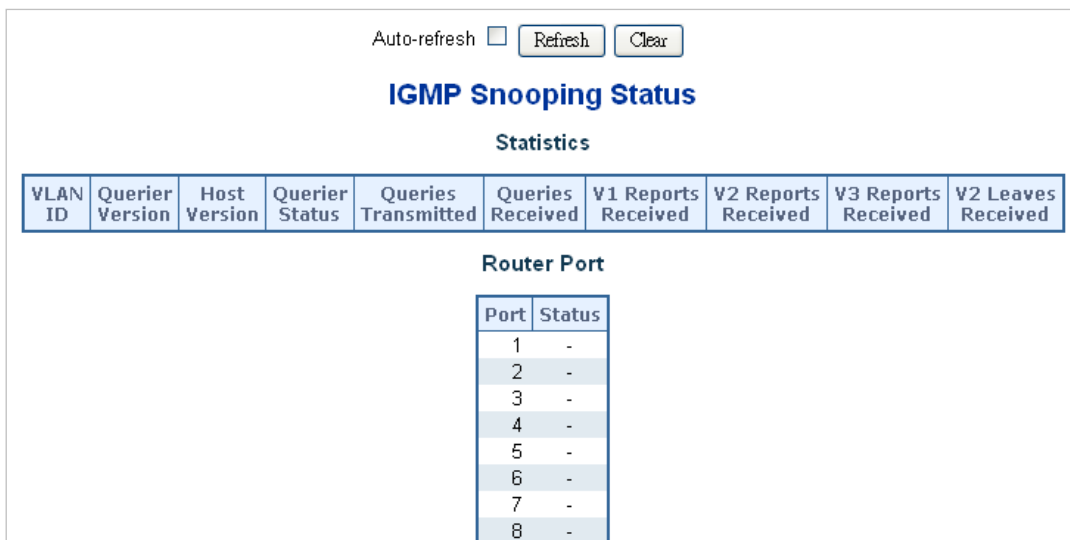 Auto-refresh Refresh Clear
IGMP Snooping Status
Statistics
VLAN ID Querier Version Host Version Querier Status Queries Transmitted Queries Received V1 Reports Received V2 Reports Received V3 Reports Received V2 Leaves Received
Router Port
Port Status
1 -
2 -
3 -
4 -
5 -
6 -
7 -
8 -